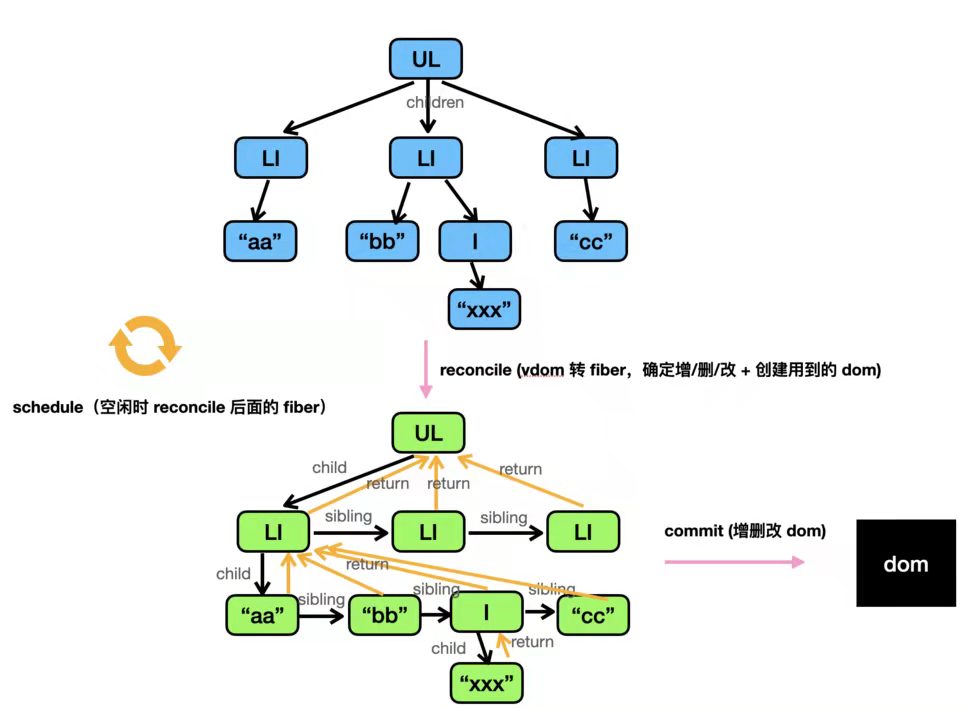 UL
children
LI
LI
LI
“aa”
“bb”
I
“cc”
“xxx”
reconcile (vdom 转 fiber，确定增/删/改 + 创建用到的 dom)
schedule（空闲时 reconcile 后面的 fiber）
UL
child
return
return
return
LI
sibling
LI
sibling
LI
commit (增删改 dom)
dom
return
child
sibling
sibling
sibling
“aa”
“bb”
I
“cc”
child
return
“xxx”